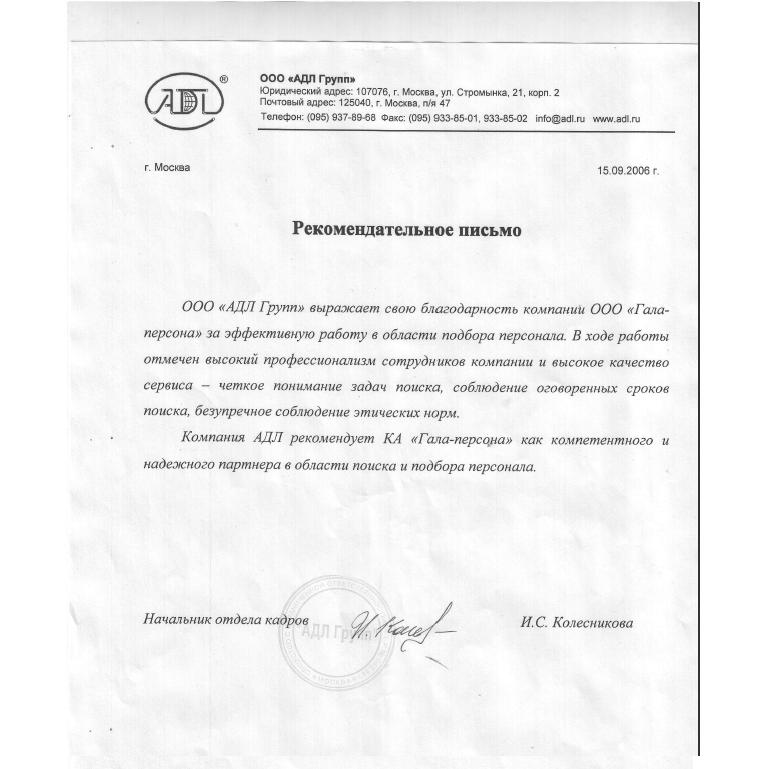 ADL ®
ООО «АДЛ Групп»
Юридический адрес: 107076, г. Москва,, ул. Стромынка, 21, корп. 2
Почтовый адрес: 125040, г. Москва, п/я 47
Телефон: (095) 937-89-68 Факс: (095) 933-85-01, 933-85-02 info@adl.ru www.adl.ru
г. Москва
15.09.2006 г.
Рекомендательное письмо
ООО «АДЛ Групп» выражает свою благодарность компании ООО «Гала-
персона» за эффективную работу в области подбора персонала. В ходе работы
отмечен высокий профессионализм сотрудников компании и высокое качество
сервиса – четкое понимание задач поиска, соблюдение оговоренных сроков
поиска, безупречное соблюдение этических норм.
Компания АДЛ рекомендует КА «Гала-персона» как компетентного и
надежного партнера в области поиска и подбора персонала.
Начальник отдела кадров
АДЛ Групп
И.С. Колесникова